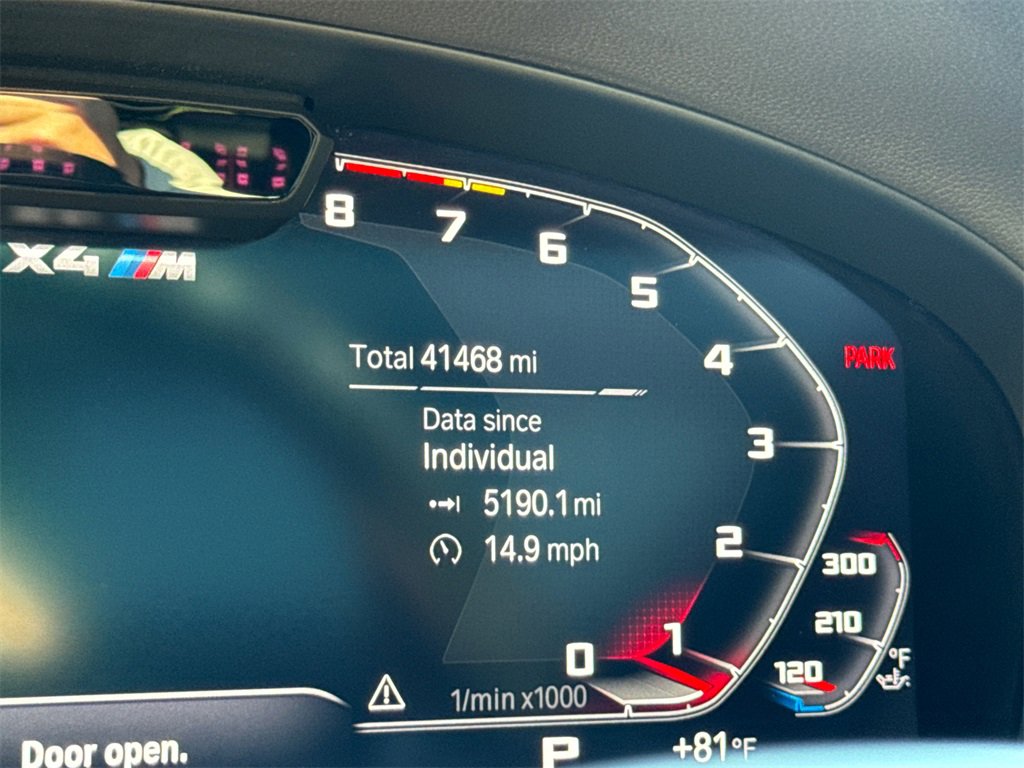 X4 M
8
7
6
5
4
PARK
Total 41468 mi
Data since
Individual
3
5190.1 mi
14.9 mph
2
300
210
°F
120
1
0
1/min x1000
Door open.
P
+81°F